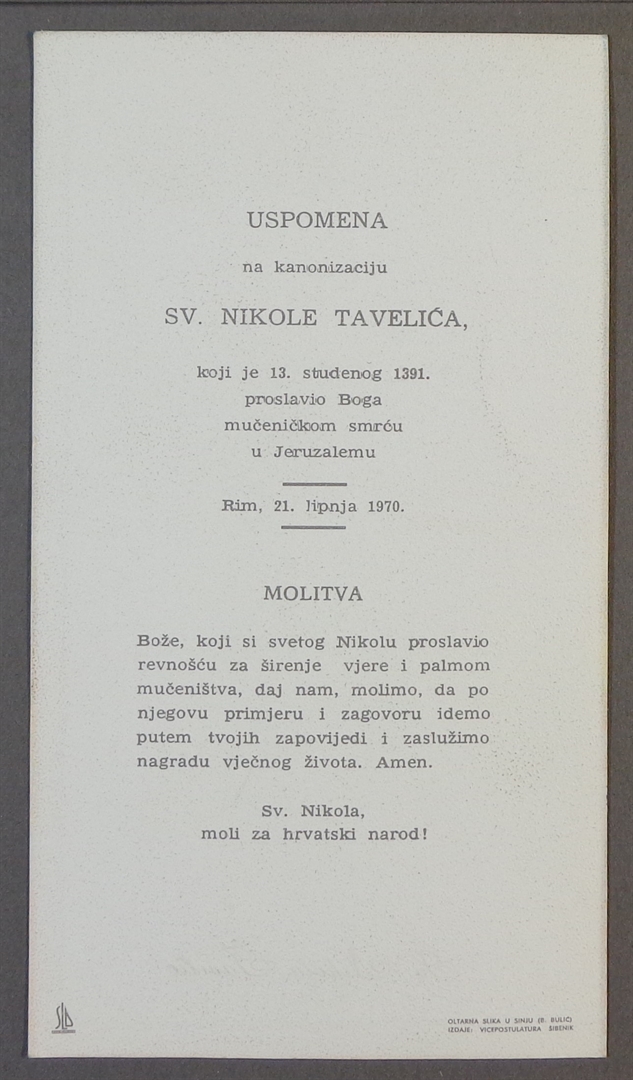 USPOMENA
na kanonizaciju
SV. NIKOLE TAVELIĆA,
koji je 13. studenog 1391.
proslavio Boga
mučeničkom smrću
u Jeruzalemu
Rim, 21. lipnja 1970.
MOLITVA
Bože, koji si svetog Nikolu proslavio
revnošću za širenje vjere i palmom
mučeništva, daj nam, molimo, da po
njegovu primjeru i zagovoru idemo
putem tvojih zapovijedi i zaslužimo
nagradu vječnog života. Amen.
Sv. Nikola,
moli za hrvatski narod!
OLTARNA SLIKA U SINJU (B. BULIĆ)
IZDAJE: VICEPOSTULATURA ŠIBENIK